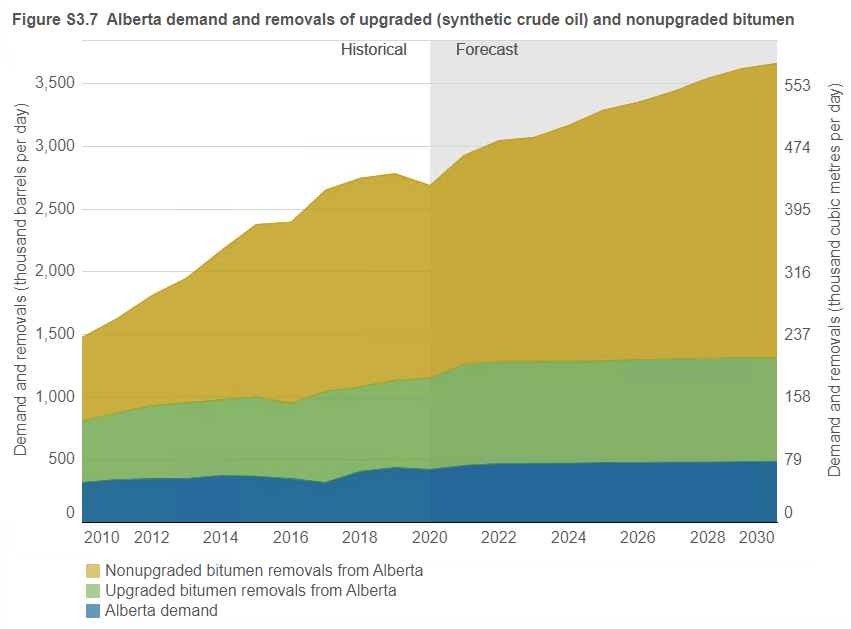 Figure S3.7 Alberta demand and removals of upgraded (synthetic crude oil) and nonupgraded bitumen
Historical
Forecast
Demand and removals (thousand barrels per day)
3,500
3,000
2,500
2,000
1,500
1,000
500
0
553
474
395
316
237
158
79
0
Demand and removals (thousand cubic metres per day)
2010 2012 2014 2016 2018 2020 2022 2024 2026 2028 2030
Nonupgraded bitumen removals from Alberta
Upgraded bitumen removals from Alberta
Alberta demand